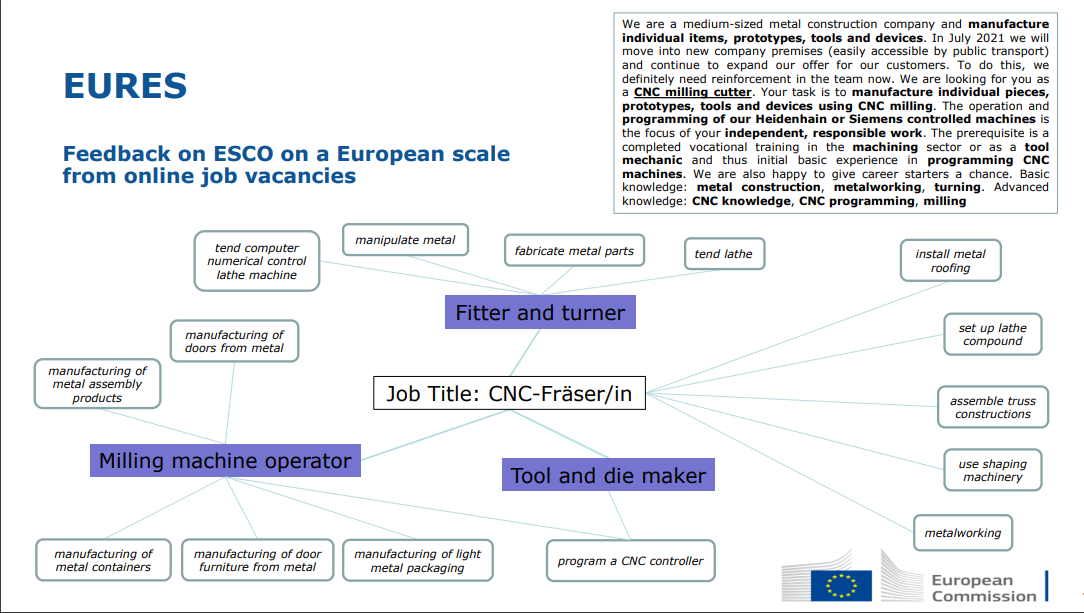 We are a medium-sized metal construction company and manufacture
individual items, prototypes, tools and devices. In July 2021 we will
move into new company premises (easily accessible by public transport)
and continue to expand our offer for our customers. To do this, we
definitely need reinforcement in the team now. We are looking for you as
a CNC milling cutter. Your task is to manufacture individual pieces,
prototypes, tools and devices using CNC milling. The operation and
programming of our Heidenhain or Siemens controlled machines is
the focus of your independent, responsible work. The prerequisite is a
completed vocational training in the machining sector or as a tool
mechanic and thus initial basic experience in programming CNC
machines. We are also happy to give career starters a chance. Basic
knowledge: metal construction, metalworking, turning. Advanced
knowledge: CNC knowledge, CNC programming, milling
EURES
Feedback on ESCO on a European scale
from online job vacancies
tend computer
numerical control
lathe machine
manipulate metal
fabricate metal parts
tend lathe
install metal
roofing
Fitter and turner
manufacturing of
doors from metal
set up lathe
compound
manufacturing of
metal assembly
products
Job Title: CNC-Fräser/in
assemble truss
constructions
Milling machine operator
Tool and die maker
use shaping
machinery
metalworking
manufacturing of
metal containers
manufacturing of door
furniture from metal
manufacturing of light
metal packaging
program a CNC controller
European
Commission